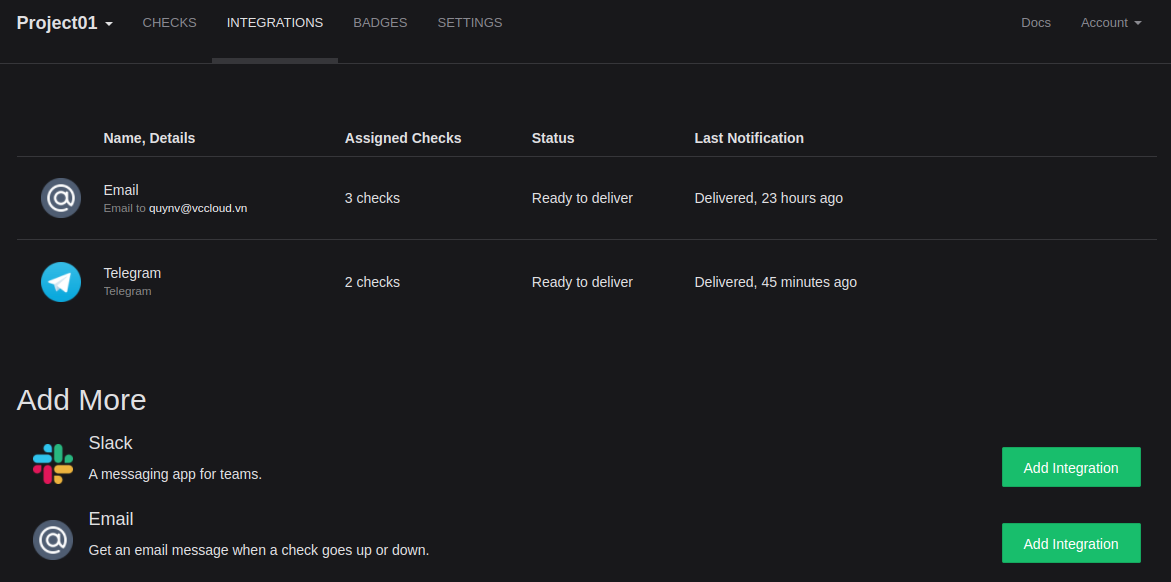 Project01 CHECKS INTEGRATIONS BADGES SETTINGS Docs Account
Name, Details Assigned Checks Status Last Notification
Email
Email to quynv@vccloud.vn
3 checks Ready to deliver Delivered, 23 hours ago
Telegram
Telegram
2 checks Ready to deliver Delivered, 45 minutes ago
Add More
Slack
A messaging app for teams.
Add Integration
Email
Get an email message when a check goes up or down.
Add Integration